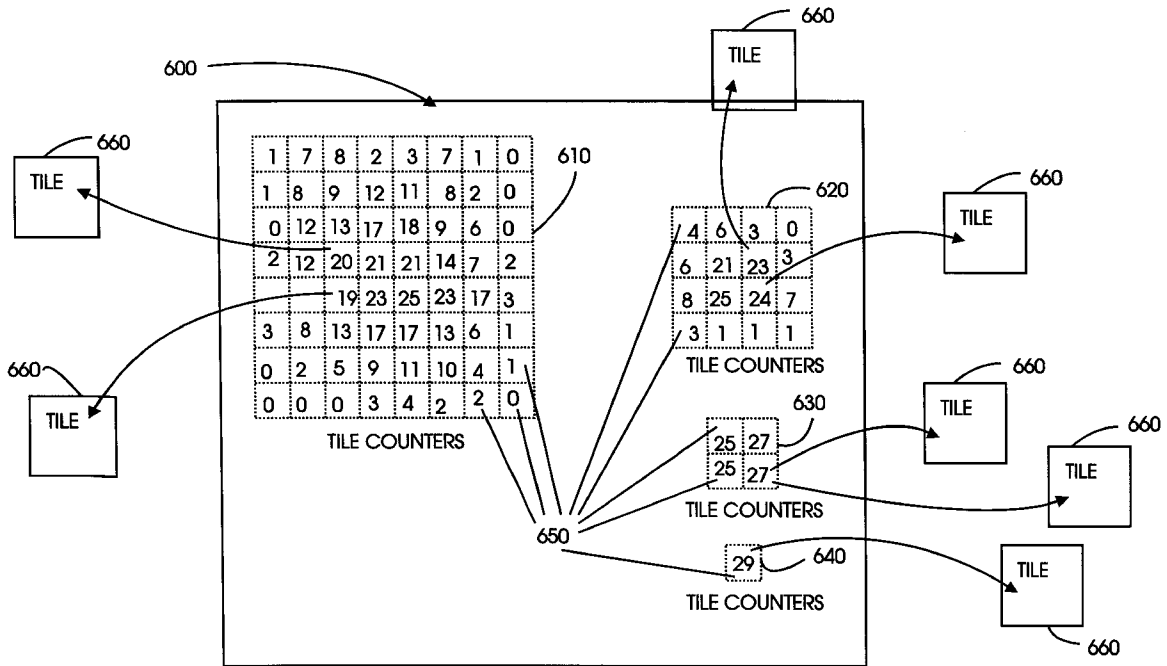 660
TILE
600
660
TILE
1 7 8 2 3 7 1 0
610
1 8 9 12 11 8 2 0
620
660
0 12 13 17 18 9 6 0
4 6 3 0
TILE
2 12 20 21 21 14 7 2
6 21 23 3
19 23 25 23 17 3
8 25 24 7
3 8 13 17 17 13 6 1
3 1 1 1
660
TILE
0 2 5 9 11 10 4 1
TILE COUNTERS
660
TILE
0 0 0 3 4 2 2 0
TILE COUNTERS
630
25 27
660
25 27
TILE
TILE COUNTERS
650
29
640
TILE
TILE COUNTERS
660